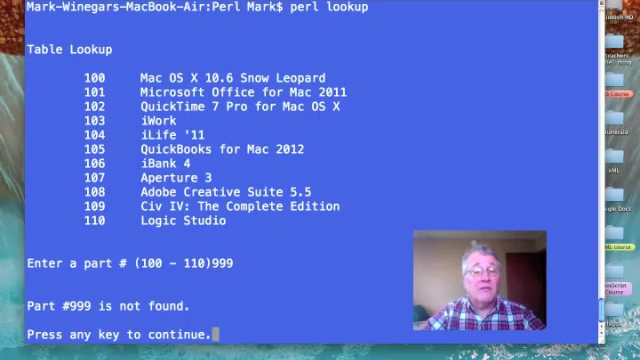 Mark-Winegars-MacBook-Air:Perl Mark$ perl lookup
Table Lookup
100 Mac OS X 10.6 Snow Leopard
101 Microsoft Office for Mac 2011
102 QuickTime 7 Pro for Mac OS X
103 iWork
104 iLife '11
105 QuickBooks for Mac 2012
106 iBank 4
107 Aperture 3
108 Adobe Creative Suite 5.5
109 Civ IV: The Complete Edition
110 Logic Studio
Enter a part # (100 - 110)999
Part #999 is not found.
Press any key to continue.